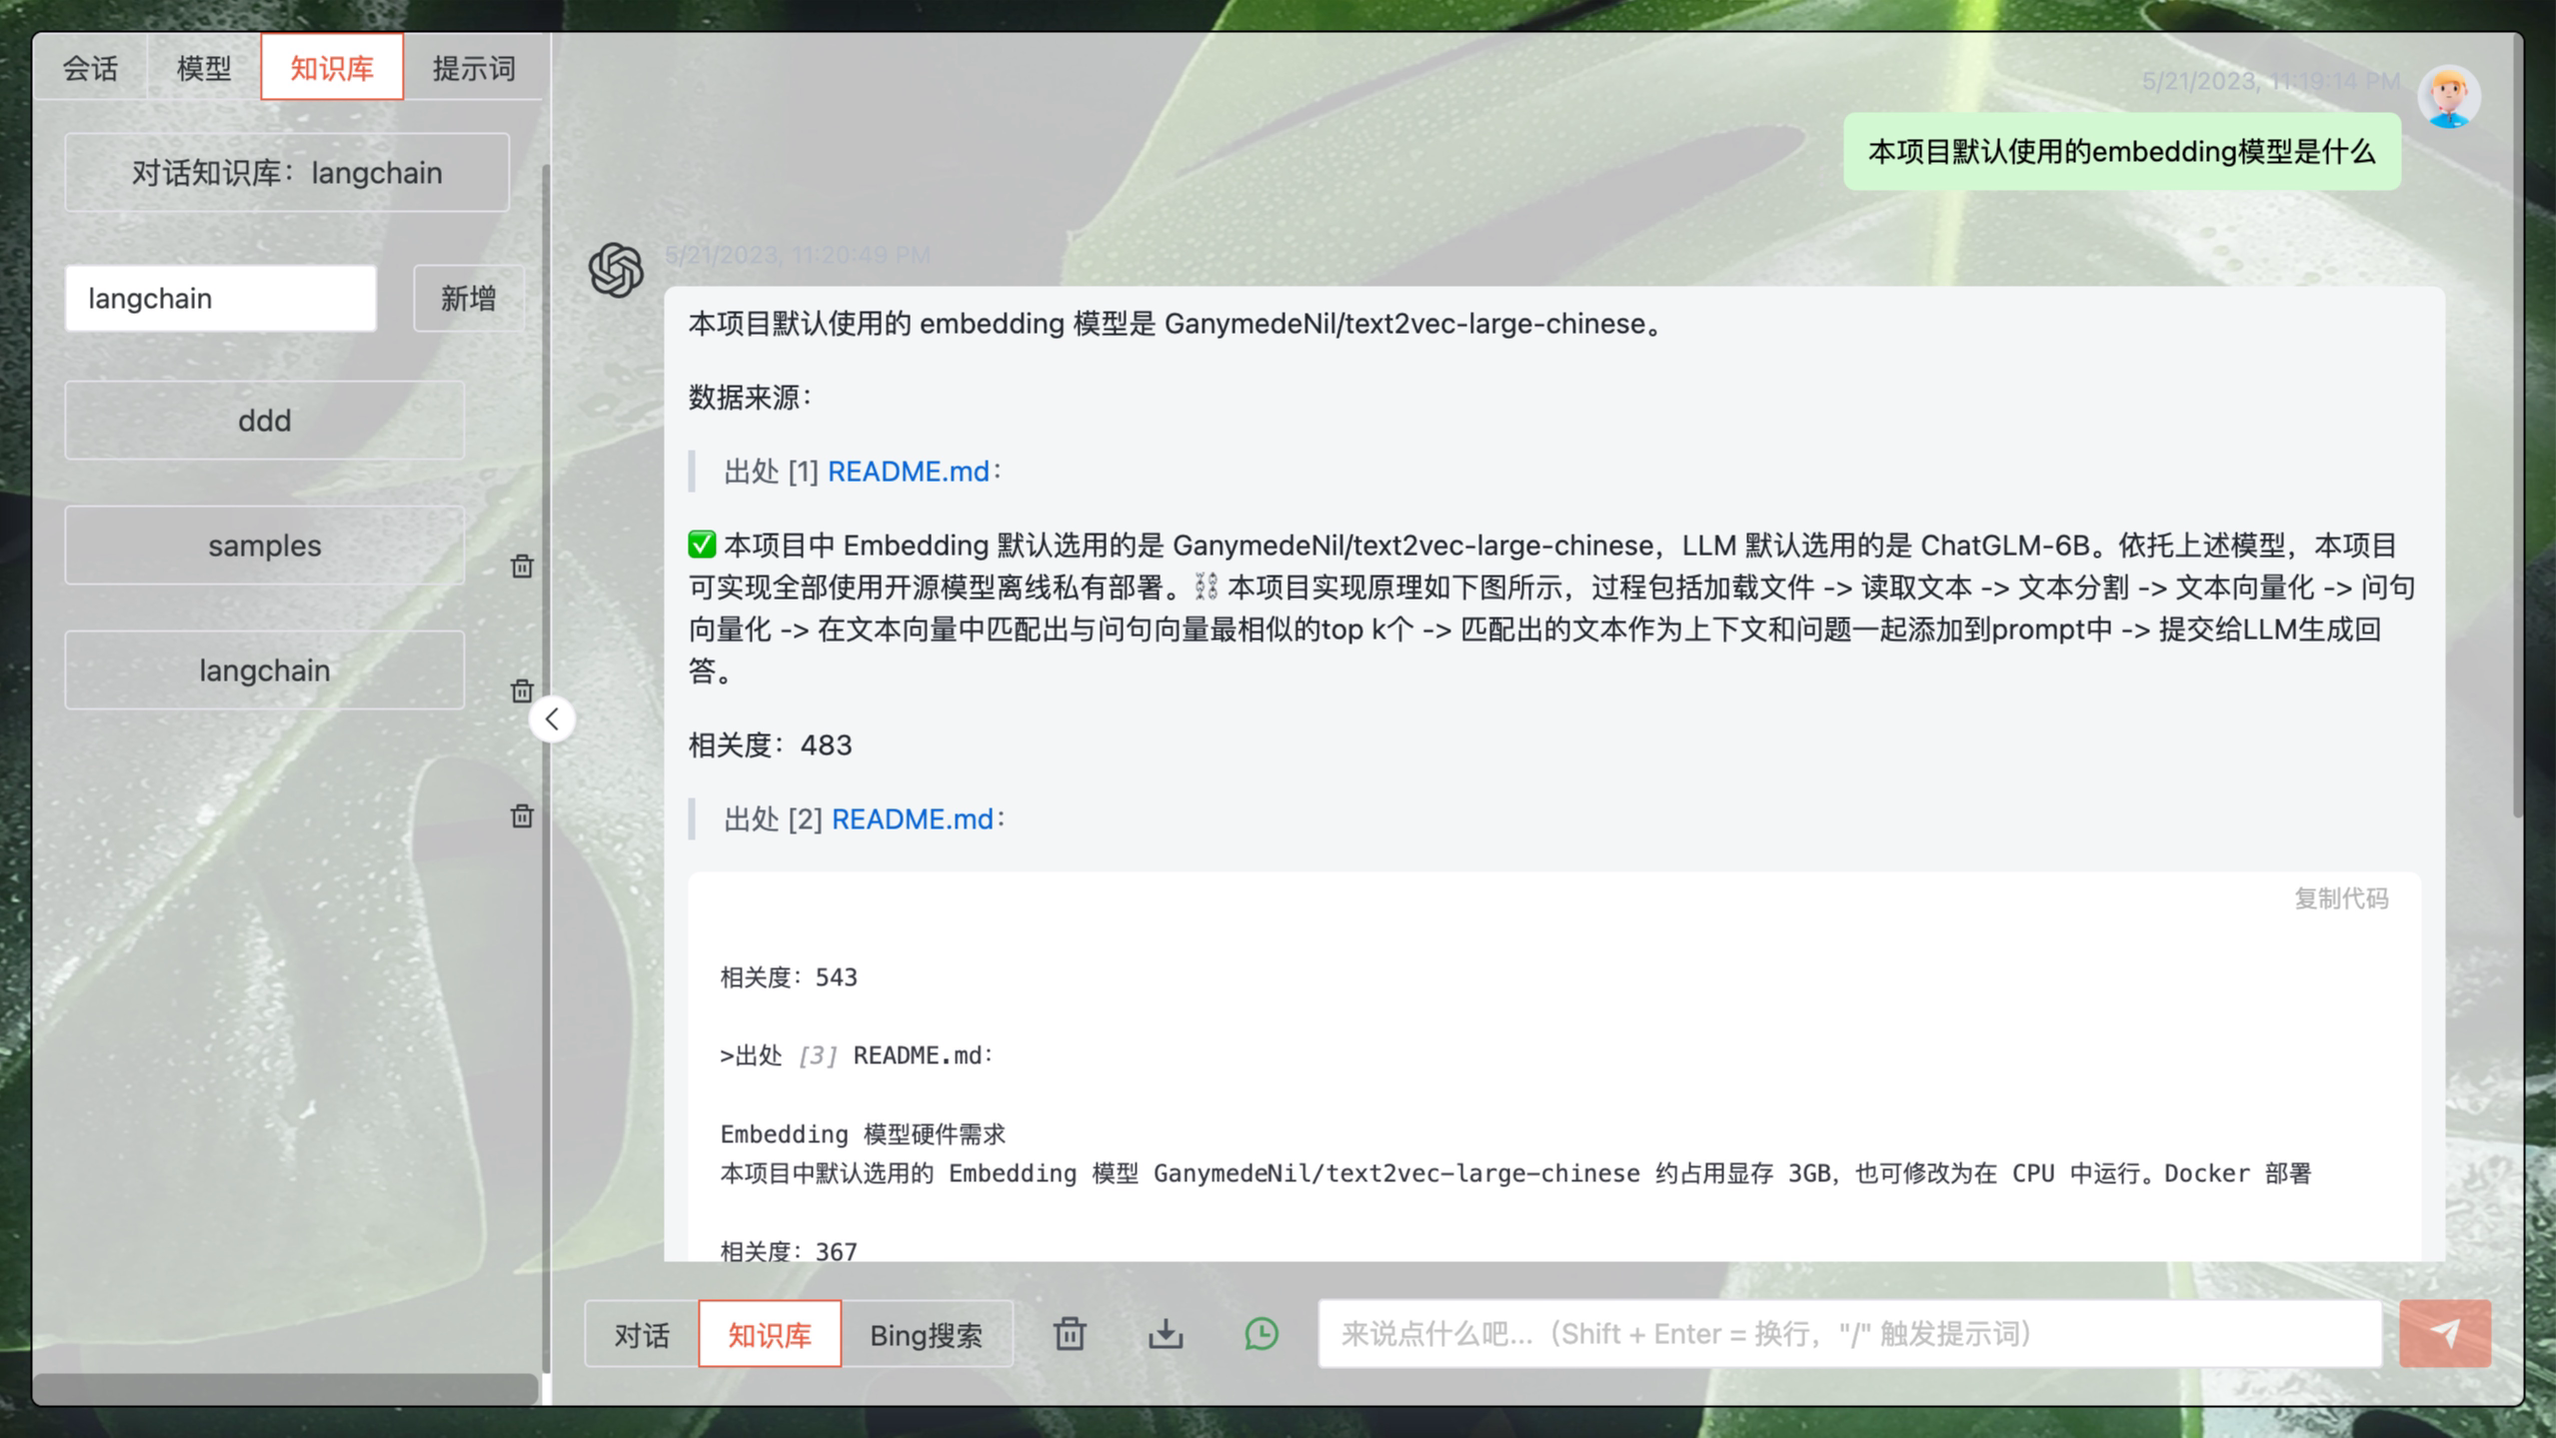 会话 模型 知识库 提示词
对话知识库：langchain
langchain 新增
ddd
samples
langchain
5/21/2023, 11:19:14 PM
本项目默认使用的embedding模型是什么
5/21/2023, 11:20:49 PM
本项目默认使用的 embedding 模型是 GanymedeNil/text2vec-large-chinese。
数据来源：
出处 [1] README.md：
✅ 本项目中 Embedding 默认选用的是 GanymedeNil/text2vec-large-chinese，LLM 默认选用的是 ChatGLM-6B。依托上述模型，本项目
可实现全部使用开源模型离线私有部署。⛓️ 本项目实现原理如下图所示，过程包括加载文件 -> 读取文本 -> 文本分割 -> 文本向量化 -> 问句
向量化 -> 在文本向量中匹配出与问句向量最相似的top k个 -> 匹配出的文本作为上下文和问题一起添加到prompt中 -> 提交给LLM生成回
答。
相关度：483
出处 [2] README.md：
复制代码
相关度：543
>出处 [3] README.md：
Embedding 模型硬件需求
本项目中默认选用的 Embedding 模型 GanymedeNil/text2vec-large-chinese 约占用显存 3GB，也可修改为在 CPU 中运行。Docker 部署
相关度：367
对话 知识库 Bing搜索
来说点什么吧...（Shift + Enter = 换行，"/" 触发提示词）